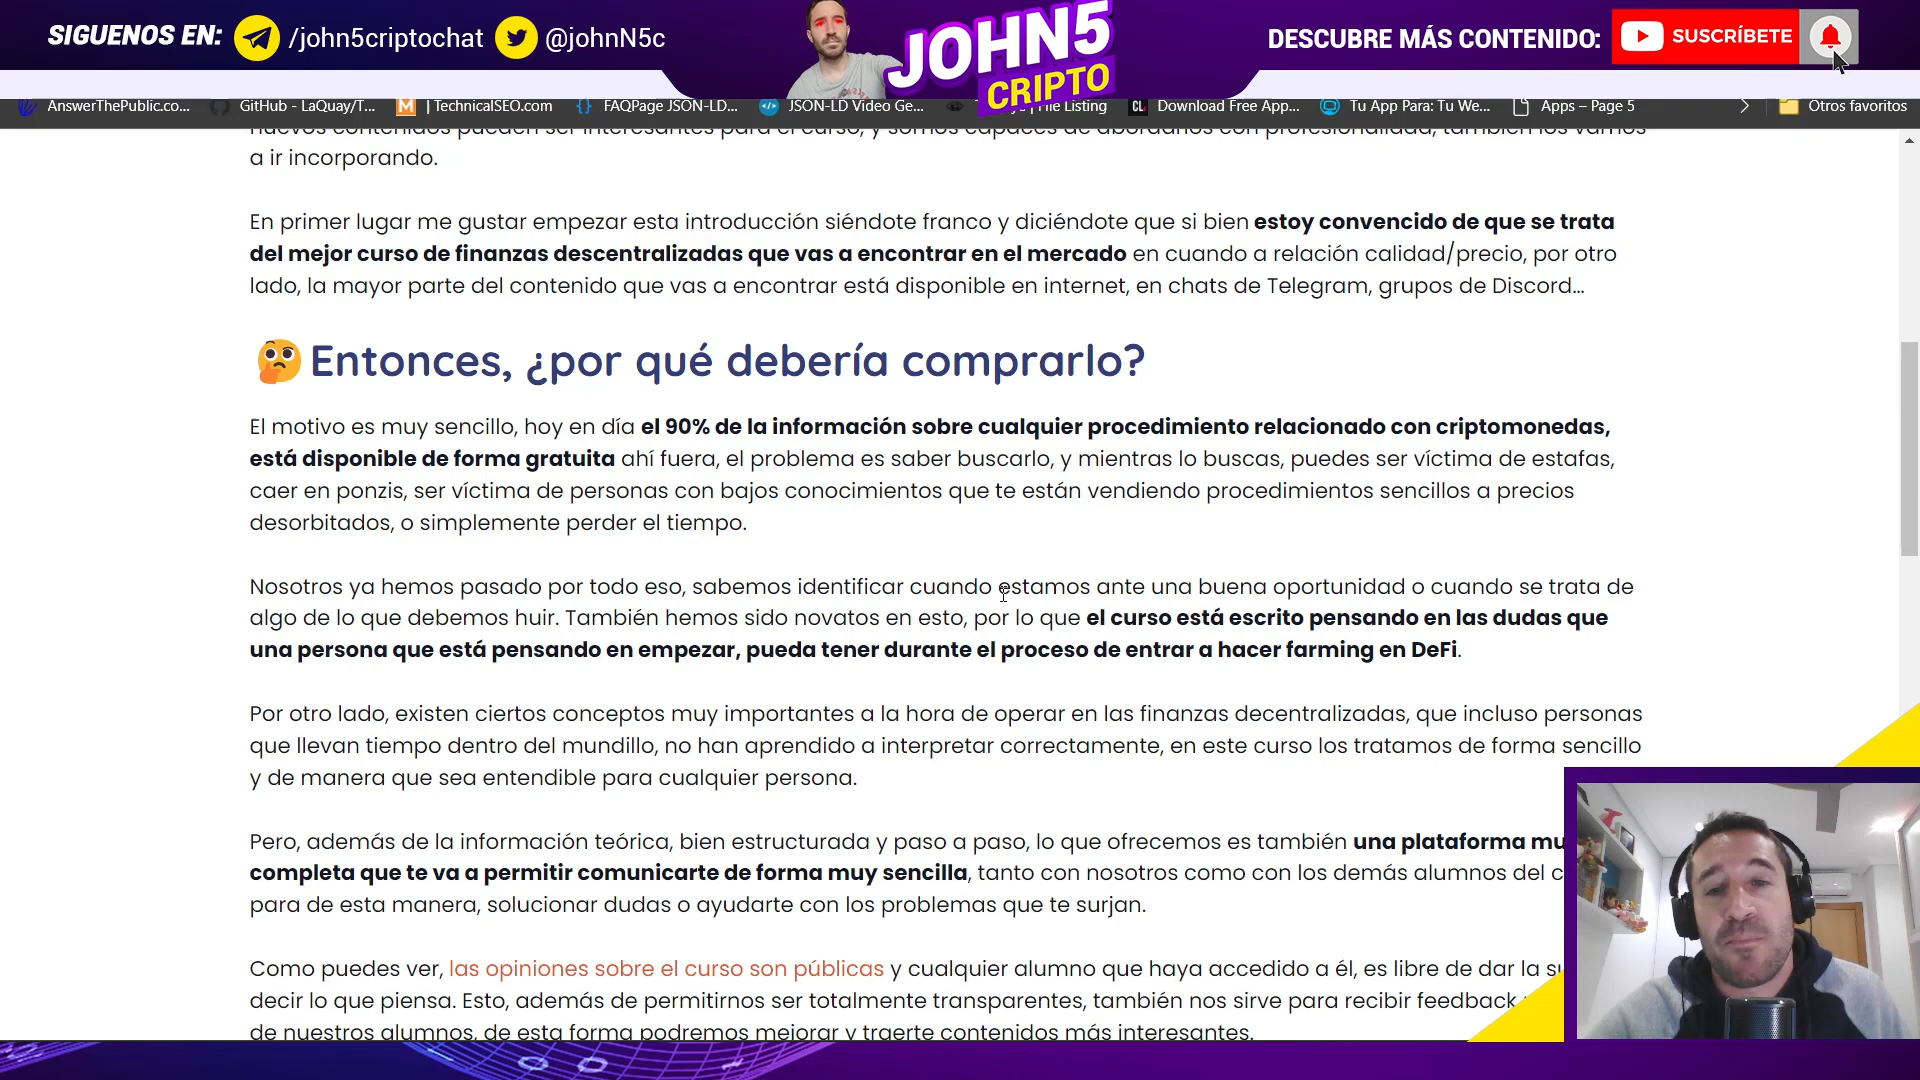 SIGUENOS EN: /john5criptochat @johnN5c
JOHN5
CRIPTO
DESCUBRE MÁS CONTENIDO: SUSCRÍBETE
AnswerThePublic.co... GitHub - LaQuay/T... | TechnicalSEO.com FAQPage JSON-LD... JSON-LD Video Ge... File Listing Download Free App... Tu App Para: Tu We... Apps – Page 5 Otros favoritos
nuevos contenidos pueden ser interesantes para el curso, y somos capaces de abordarlos con profesionalidad, también los vamos
a ir incorporando.
En primer lugar me gustar empezar esta introducción siéndote franco y diciéndote que si bien estoy convencido de que se trata
del mejor curso de finanzas descentralizadas que vas a encontrar en el mercado en cuando a relación calidad/precio, por otro
lado, la mayor parte del contenido que vas a encontrar está disponible en internet, en chats de Telegram, grupos de Discord...
Entonces, ¿por qué debería comprarlo?
El motivo es muy sencillo, hoy en día el 90% de la información sobre cualquier procedimiento relacionado con criptomonedas,
está disponible de forma gratuita ahí fuera, el problema es saber buscarlo, y mientras lo buscas, puedes ser víctima de estafas,
caer en ponzis, ser víctima de personas con bajos conocimientos que te están vendiendo procedimientos sencillos a precios
desorbitados, o simplemente perder el tiempo.
Nosotros ya hemos pasado por todo eso, sabemos identificar cuando estamos ante una buena oportunidad o cuando se trata de
algo de lo que debemos huir. También hemos sido novatos en esto, por lo que el curso está escrito pensando en las dudas que
una persona que está pensando en empezar, pueda tener durante el proceso de entrar a hacer farming en DeFi.
Por otro lado, existen ciertos conceptos muy importantes a la hora de operar en las finanzas decentralizadas, que incluso personas
que llevan tiempo dentro del mundillo, no han aprendido a interpretar correctamente, en este curso los tratamos de forma sencillo
y de manera que sea entendible para cualquier persona.
Pero, además de la información teórica, bien estructurada y paso a paso, lo que ofrecemos es también una plataforma mu
completa que te va a permitir comunicarte de forma muy sencilla, tanto con nosotros como con los demás alumnos del c
para de esta manera, solucionar dudas o ayudarte con los problemas que te surjan.
Como puedes ver, las opiniones sobre el curso son públicas y cualquier alumno que haya accedido a él, es libre de dar la su
decir lo que piensa. Esto, además de permitirnos ser totalmente transparentes, también nos sirve para recibir feedback
de nuestros alumnos, de esta forma podremos mejorar y traerte contenidos más interesantes.